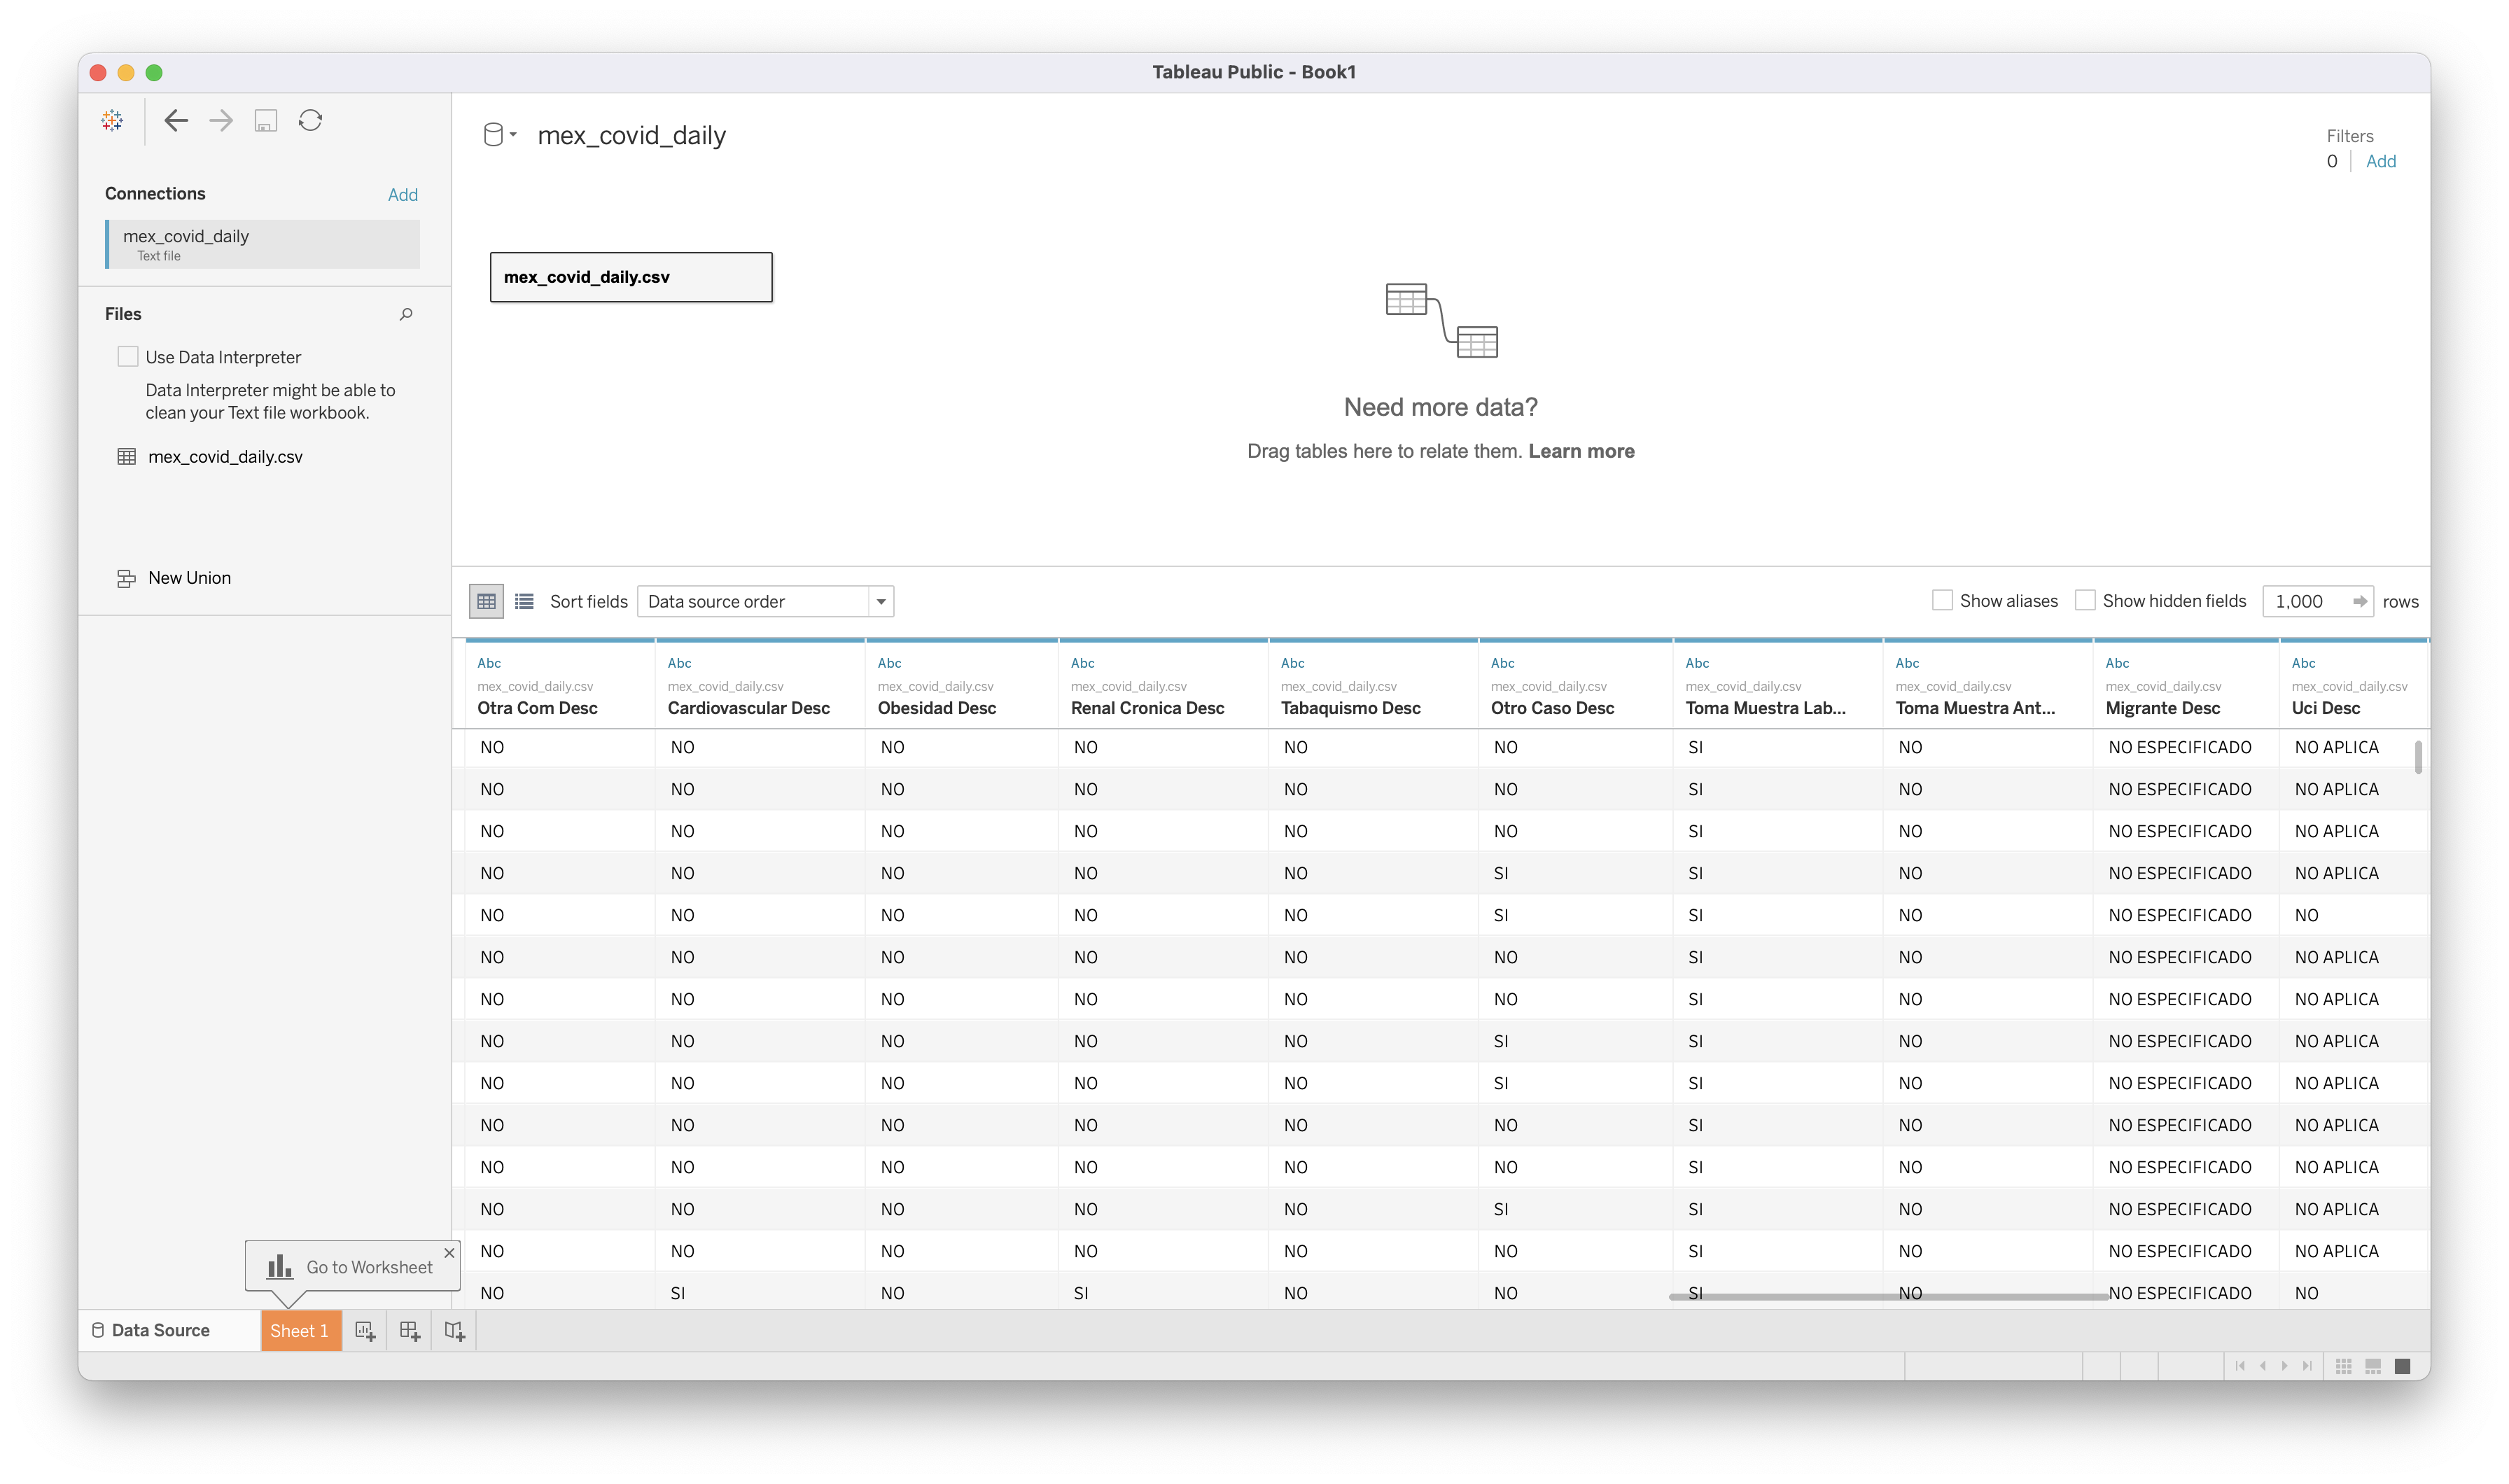 Tableau Public - Book1
mex_covid_daily
Filters
0 Add
Connections Add
mex_covid_daily
Text file
mex_covid_daily.csv
Files
Use Data Interpreter
Data Interpreter might be able to
clean your Text file workbook.
mex_covid_daily.csv
New Union
Need more data?
Drag tables here to relate them. Learn more
Sort fields Data source order Show aliases Show hidden fields 1,000 rows
Abc Abc Abc Abc Abc Abc Abc Abc Abc Abc
mex_covid_daily.csv mex_covid_daily.csv mex_covid_daily.csv mex_covid_daily.csv mex_covid_daily.csv mex_covid_daily.csv mex_covid_daily.csv mex_covid_daily.csv mex_covid_daily.csv mex_covid_daily.csv
Otra Com Desc Cardiovascular Desc Obesidad Desc Renal Cronica Desc Tabaquismo Desc Otro Caso Desc Toma Muestra Lab... Toma Muestra Ant... Migrante Desc Uci Desc
NO NO NO NO NO NO SI NO NO ESPECIFICADO NO APLICA
NO NO NO NO NO NO SI NO NO ESPECIFICADO NO APLICA
NO NO NO NO NO NO SI NO NO ESPECIFICADO NO APLICA
NO NO NO NO NO SI SI NO NO ESPECIFICADO NO APLICA
NO NO NO NO NO SI SI NO NO ESPECIFICADO NO
NO NO NO NO NO NO SI NO NO ESPECIFICADO NO APLICA
NO NO NO NO NO NO SI NO NO ESPECIFICADO NO APLICA
NO NO NO NO NO SI SI NO NO ESPECIFICADO NO APLICA
NO NO NO NO NO SI SI NO NO ESPECIFICADO NO APLICA
NO NO NO NO NO NO SI NO NO ESPECIFICADO NO APLICA
NO NO NO NO NO NO SI NO NO ESPECIFICADO NO APLICA
NO NO NO NO NO SI SI NO NO ESPECIFICADO NO APLICA
NO NO NO NO NO NO SI NO NO ESPECIFICADO NO APLICA
NO SI NO SI NO NO SI NO NO ESPECIFICADO NO
Go to Worksheet
Data Source Sheet 1